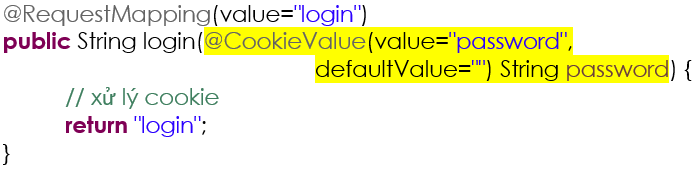 @RequestMapping(value="login")
public String login(@CookieValue(value="password",
defaultValue="") String password) {
// xử lý cookie
return "login";
}